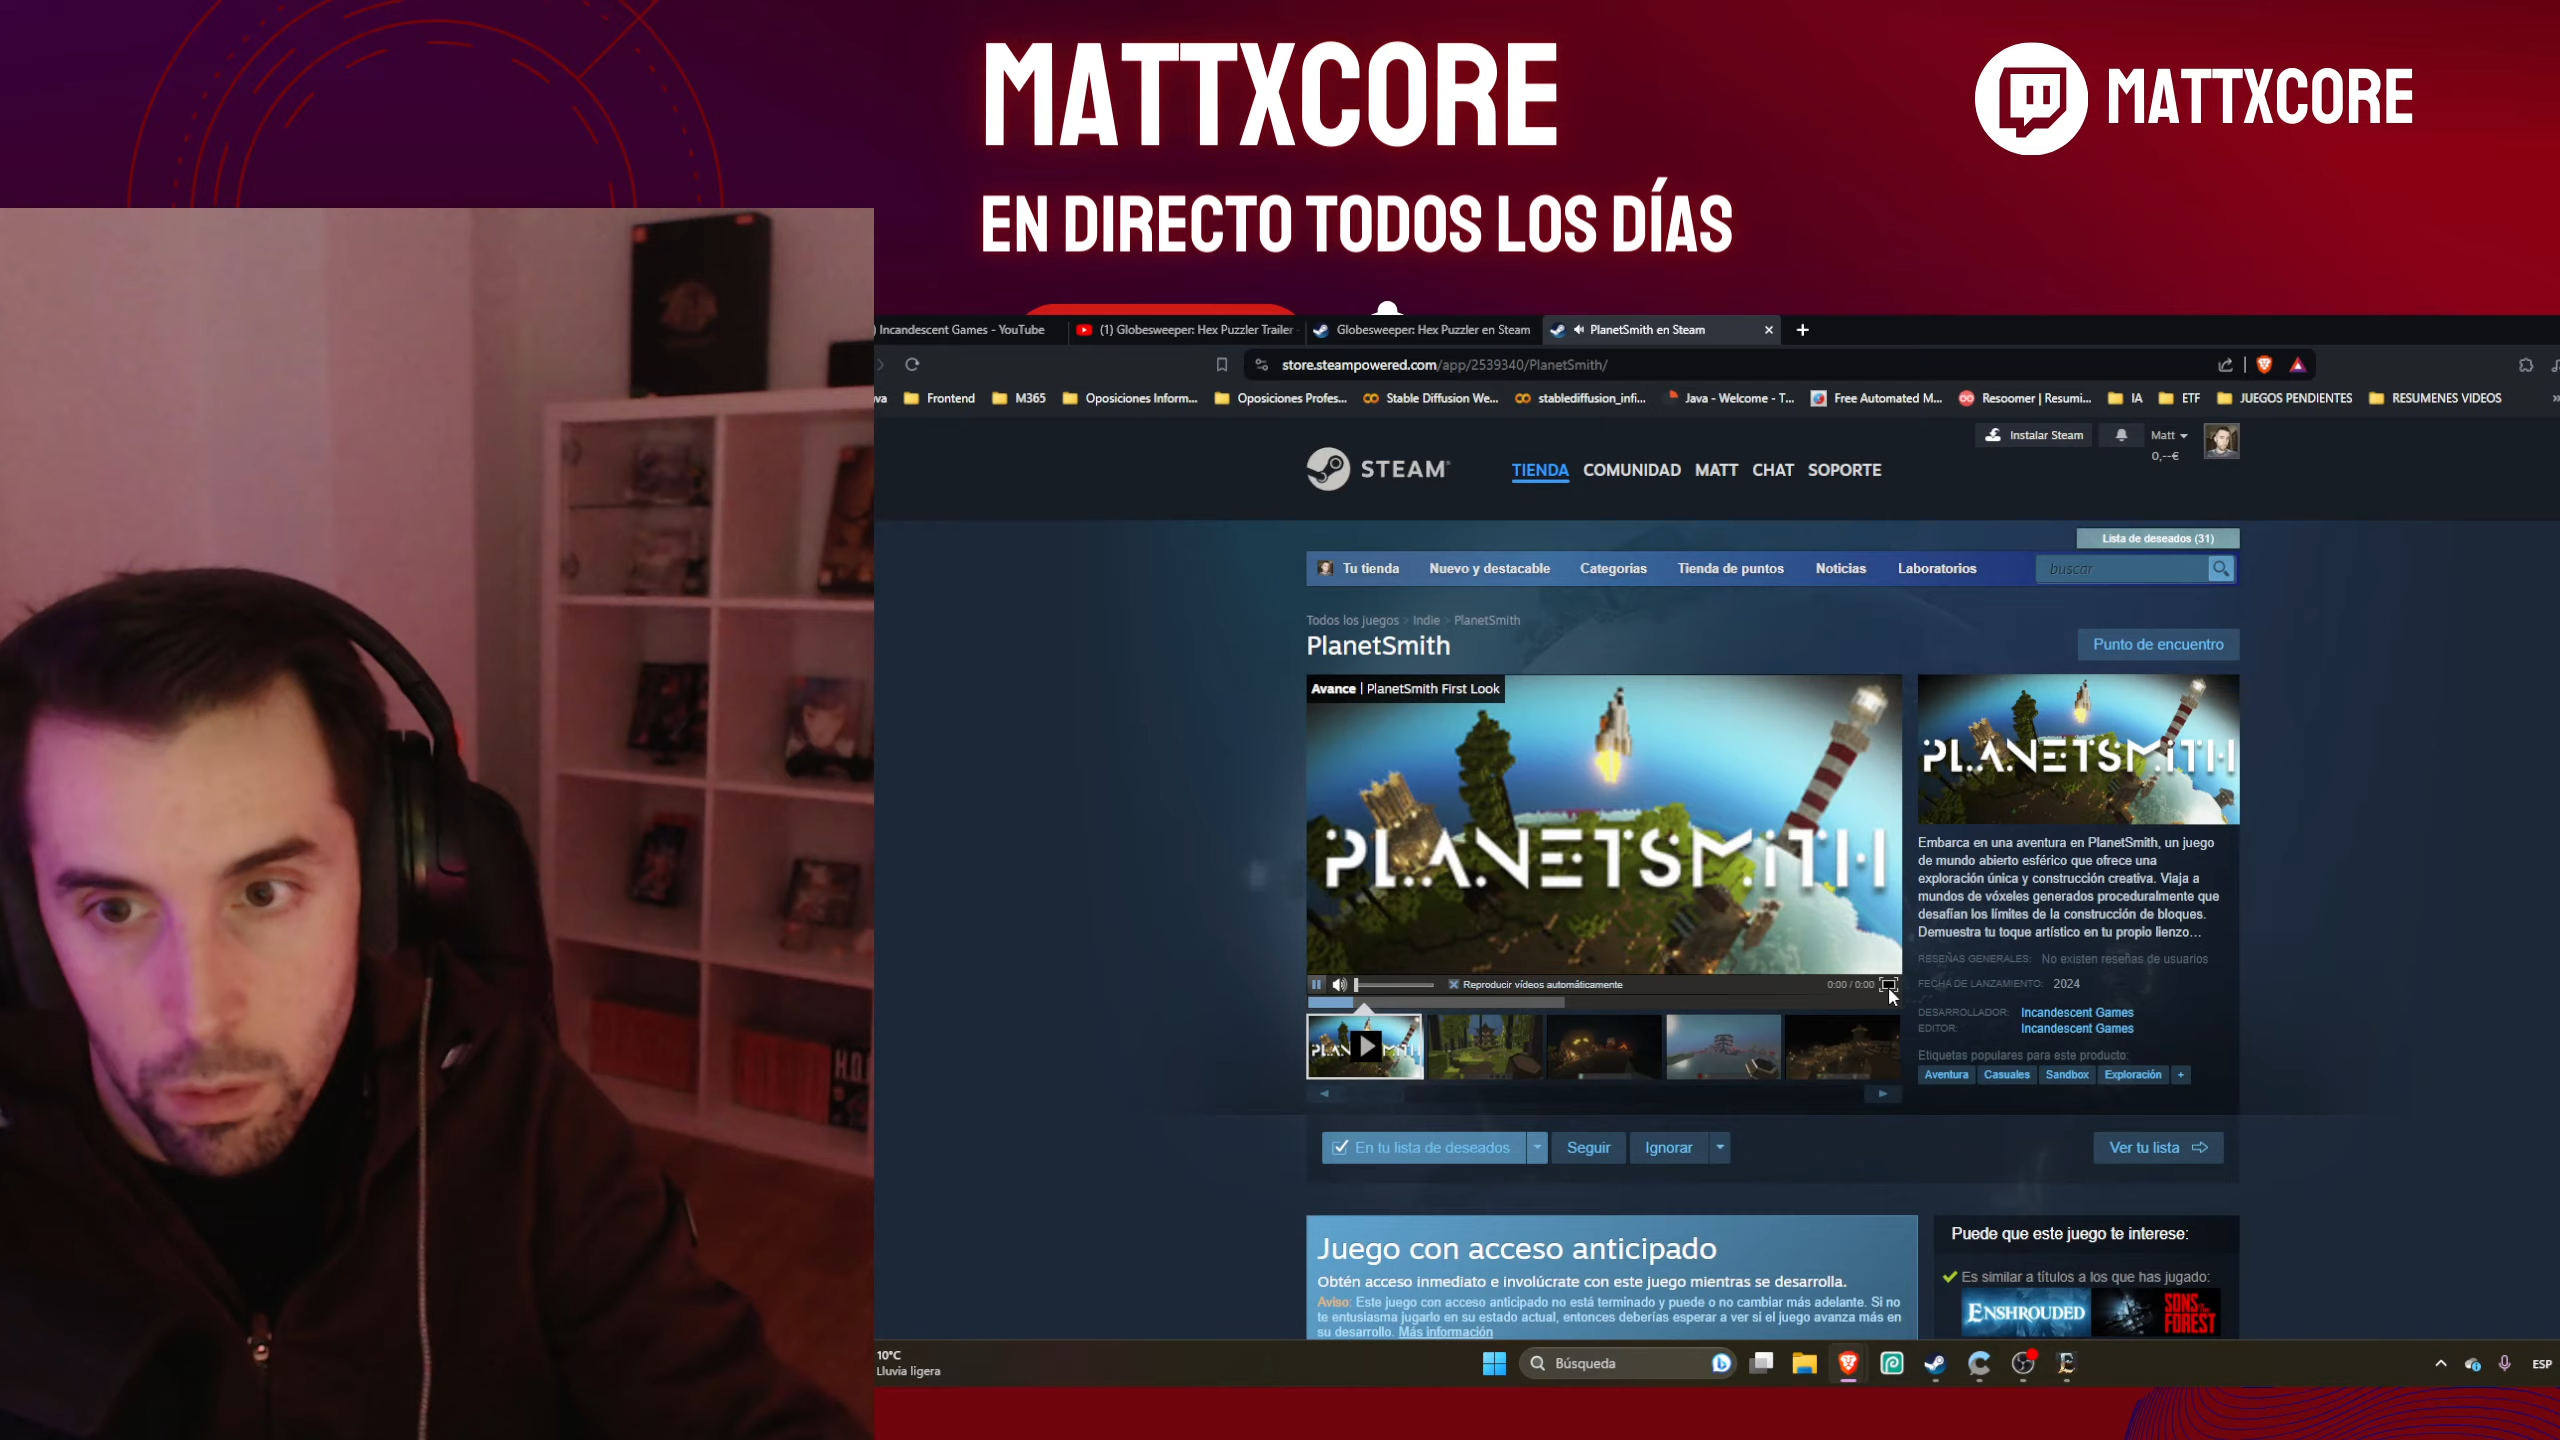 MATTXCORE
MATTXCORE
EN DIRECTO TODOS LOS DÍAS
Incandescent Games - YouTube
(1) Globesweeper: Hex Puzzler Trailer
Globesweeper: Hex Puzzler en Steam
PlanetSmith en Steam
store.steampowered.com/app/2539340/PlanetSmith/
Frontend
M365
Oposiciones Inform...
Oposiciones Profes...
Stable Diffusion We...
stablediffusion_infi...
Java - Welcome - T...
Free Automated M...
Resoomer | Resumi...
IA
ETF
JUEGOS PENDIENTES
RESUMENES VIDEOS
Instalar Steam
Matt
0,--€
STEAM
TIENDA
COMUNIDAD
MATT
CHAT
SOPORTE
Lista de deseados (31)
Tu tienda
Nuevo y destacable
Categorías
Tienda de puntos
Noticias
Laboratorios
buscar
Todos los juegos > Indie > PlanetSmith
PlanetSmith
Punto de encuentro
Avance | PlanetSmith First Look
PLANETSMITH
PLANETSMITH
Embarca en una aventura en PlanetSmith, un juego
de mundo abierto esférico que ofrece una
exploración única y construcción creativa. Viaja a
mundos de vóxeles generados proceduralmente que
desafían los límites de la construcción de bloques.
Demuestra tu toque artístico en tu propio lienzo...
RESEÑAS GENERALES: No existen reseñas de usuarios
FECHA DE LANZAMIENTO: 2024
DESARROLLADOR: Incandescent Games
EDITOR: Incandescent Games
Etiquetas populares para este producto:
Aventura
Casuales
Sandbox
Exploración
+
Reproducir vídeos automáticamente
0:00 / 0:00
En tu lista de deseados
Seguir
Ignorar
Ver tu lista
Juego con acceso anticipado
Obtén acceso inmediato e involúcrate con este juego mientras se desarrolla.
Aviso: Este juego con acceso anticipado no está terminado y puede o no cambiar más adelante. Si no
te entusiasma jugarlo en su estado actual, entonces deberías esperar a ver si el juego avanza más en
su desarrollo. Más información
Puede que este juego te interese:
Es similar a títulos a los que has jugado:
ENSHROUDED
SONS
FOREST
10°C
Lluvia ligera
Búsqueda
ESP